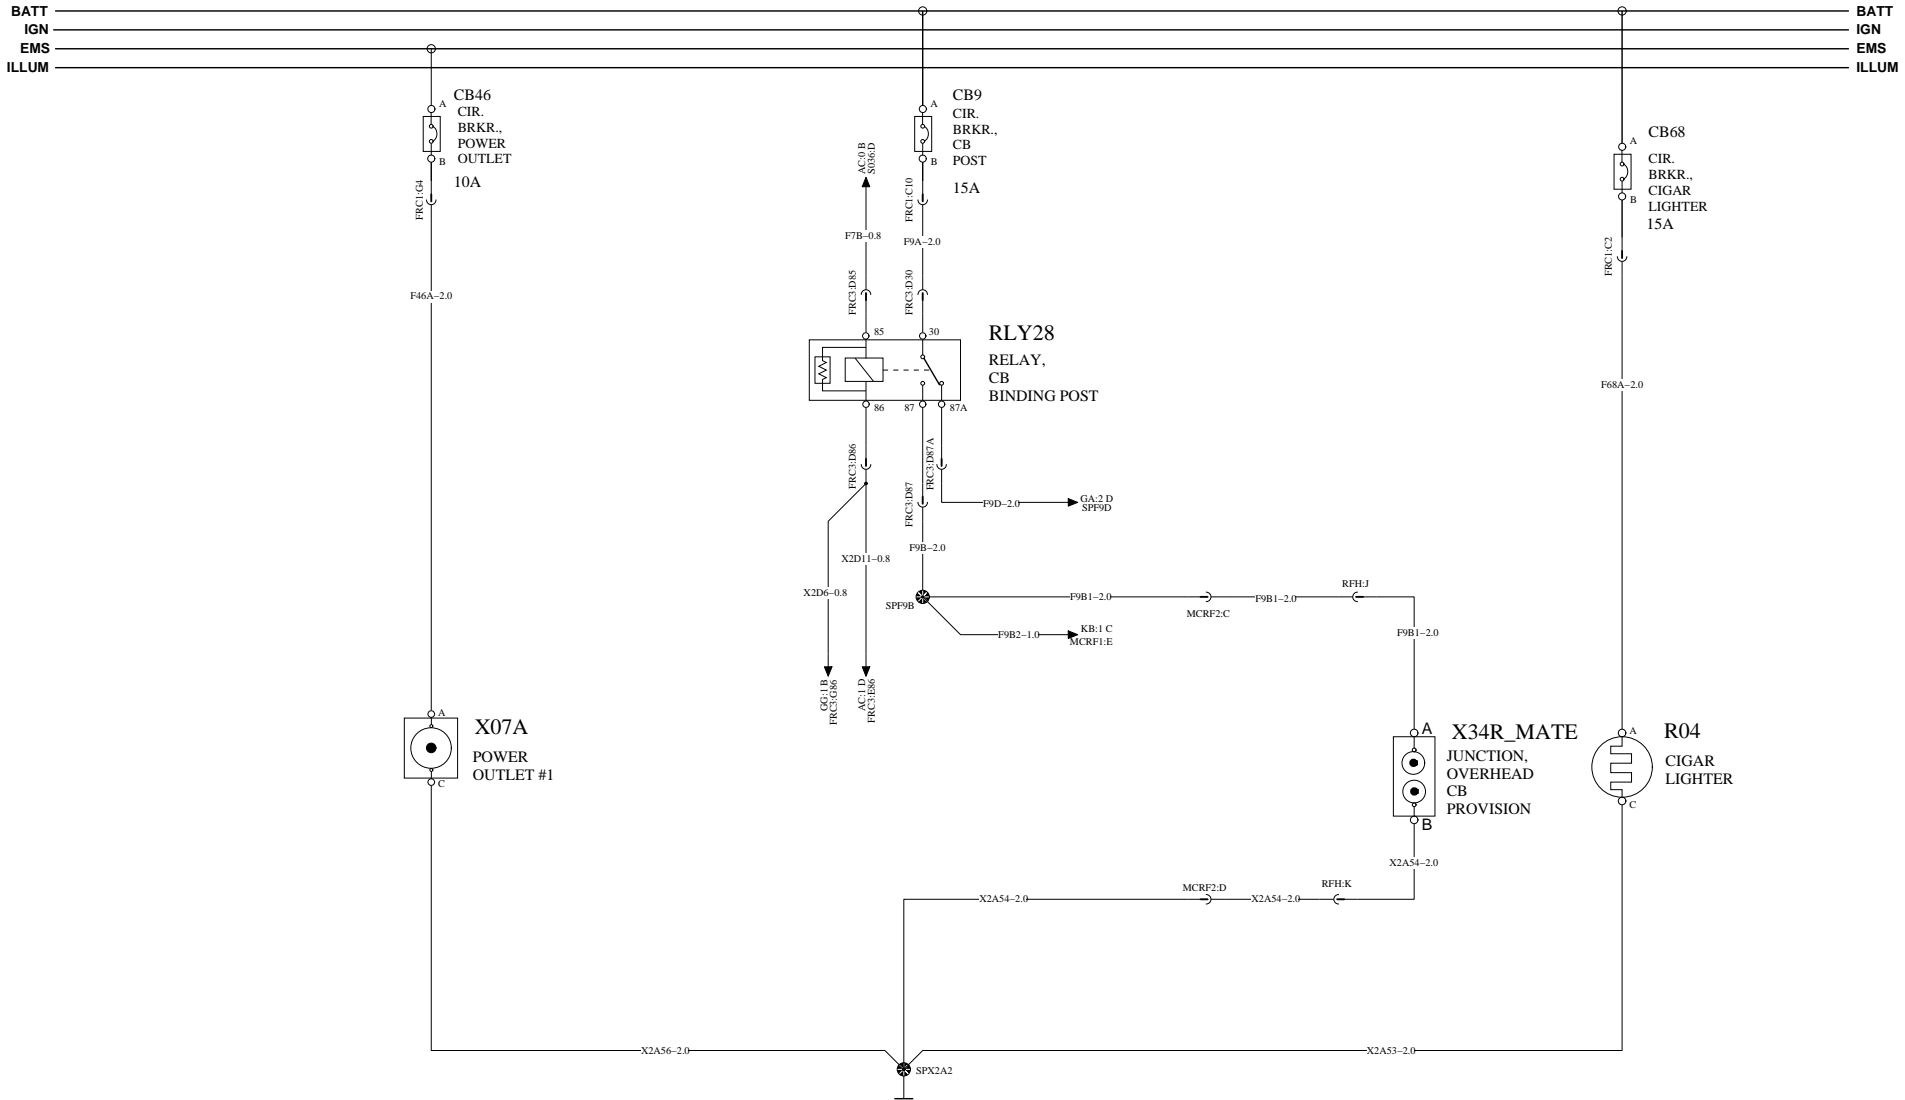 BATT
BATT
IGN
IGN
EMS
EMS
ILLUM
ILLUM
A
CB46
CIR.
BRKR.,
POWER
OUTLET
B
10A
FRC1:G4
F46A−2.0
A
X07A
POWER
OUTLET #1
C
X2A56−2.0
AC:0 B
S036:D
F7B−0.8
FRC3:D85
A
CB9
CIR.
BRKR.,
CB
POST
B
15A
FRC1:C10
F9A−2.0
FRC3:D30
85
30
RLY28
RELAY,
CB
BINDING POST
86
87
87A
FRC3:D86
FRC3:D87
FRC3:D87A
F9D−2.0
GA:2 D
SPF9D
F9B−2.0
X2D11−0.8
X2D6−0.8
GG:1 B
FRC3:G86
AC:1 D
FRC3:E86
SPF9B
F9B1−2.0
MCRF2:C
F9B1−2.0
RFH:J
F9B1−2.0
F9B2−1.0
KB:1 C
MCRF1:E
A
X34R_MATE
JUNCTION,
OVERHEAD
CB
PROVISION
B
X2A54−2.0
RFH:K
X2A54−2.0
MCRF2:D
X2A54−2.0
A
CB68
CIR.
BRKR.,
CIGAR
LIGHTER
B
15A
FRC1:C2
F68A−2.0
A
R04
CIGAR
LIGHTER
C
X2A53−2.0
SPX2A2